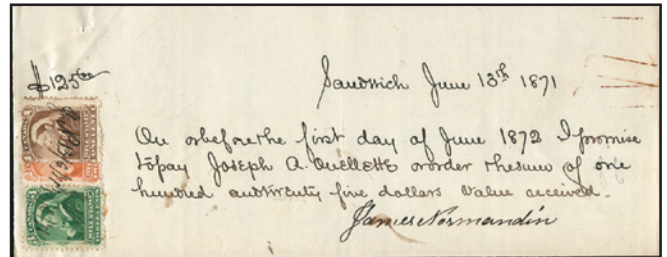 $125 00
Sandwich June 13th 1871
On or before the first day of June 1872 I promise
to pay Joseph A. Ouellette or order the sum of one
hundred and twenty five dollars value received.
James Normandin